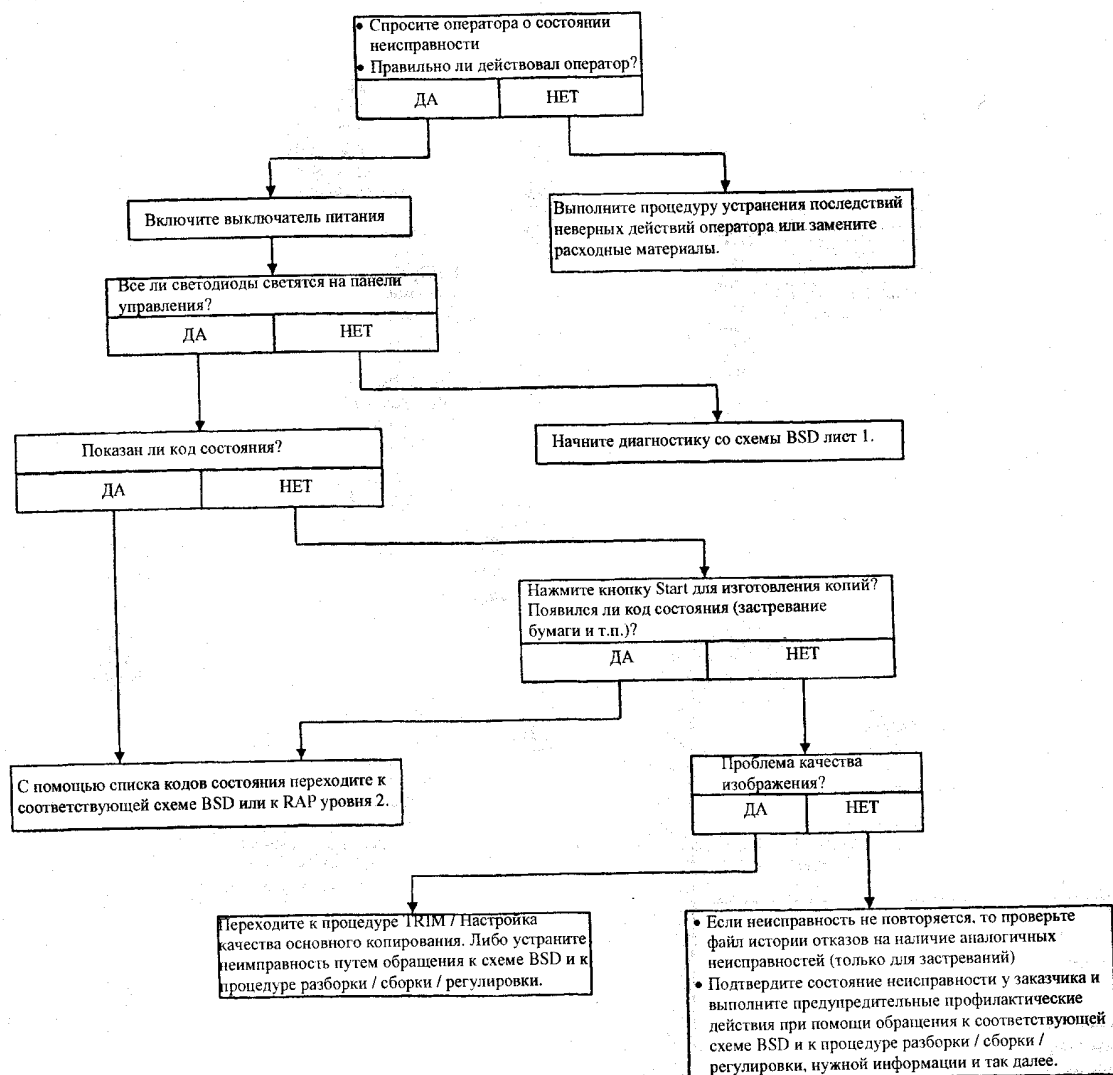 • Спросите оператора о состоянии
неисправности
• Правильно ли действовал оператор?
ДА
НЕТ
Включите выключатель питания
Выполните процедуру устранения последствий
неверных действий оператора или замените
расходные материалы.
Все ли светодиоды светятся на панели
управления?
ДА
НЕТ
Показан ли код состояния?
ДА
НЕТ
Начните диагностику со схемы BSD лист 1.
Нажмите кнопку Start для изготовления копий?
Появился ли код состояния (застревание
бумаги и т.п.)?
ДА
НЕТ
С помощью списка кодов состояния переходите к
соответствующей схеме BSD или к RAP уровня 2.
Проблема качества
изображения?
ДА
НЕТ
Переходите к процедуре TRIM / Настройка
качества основного копирования. Либо устраните
неимправность путем обращения к схеме BSD и к
процедуре разборки / сборки / регулировки.
• Если неисправность не повторяется, то проверьте
файл истории отказов на наличие аналогичных
неисправностей (только для застреваний)
• Подтвердите состояние неисправности у заказчика и
выполните предупредительные профилактические
действия при помощи обращения к соответствующей
схеме BSD и к процедуре разборки / сборки /
регулировки, нужной информации и так далее.